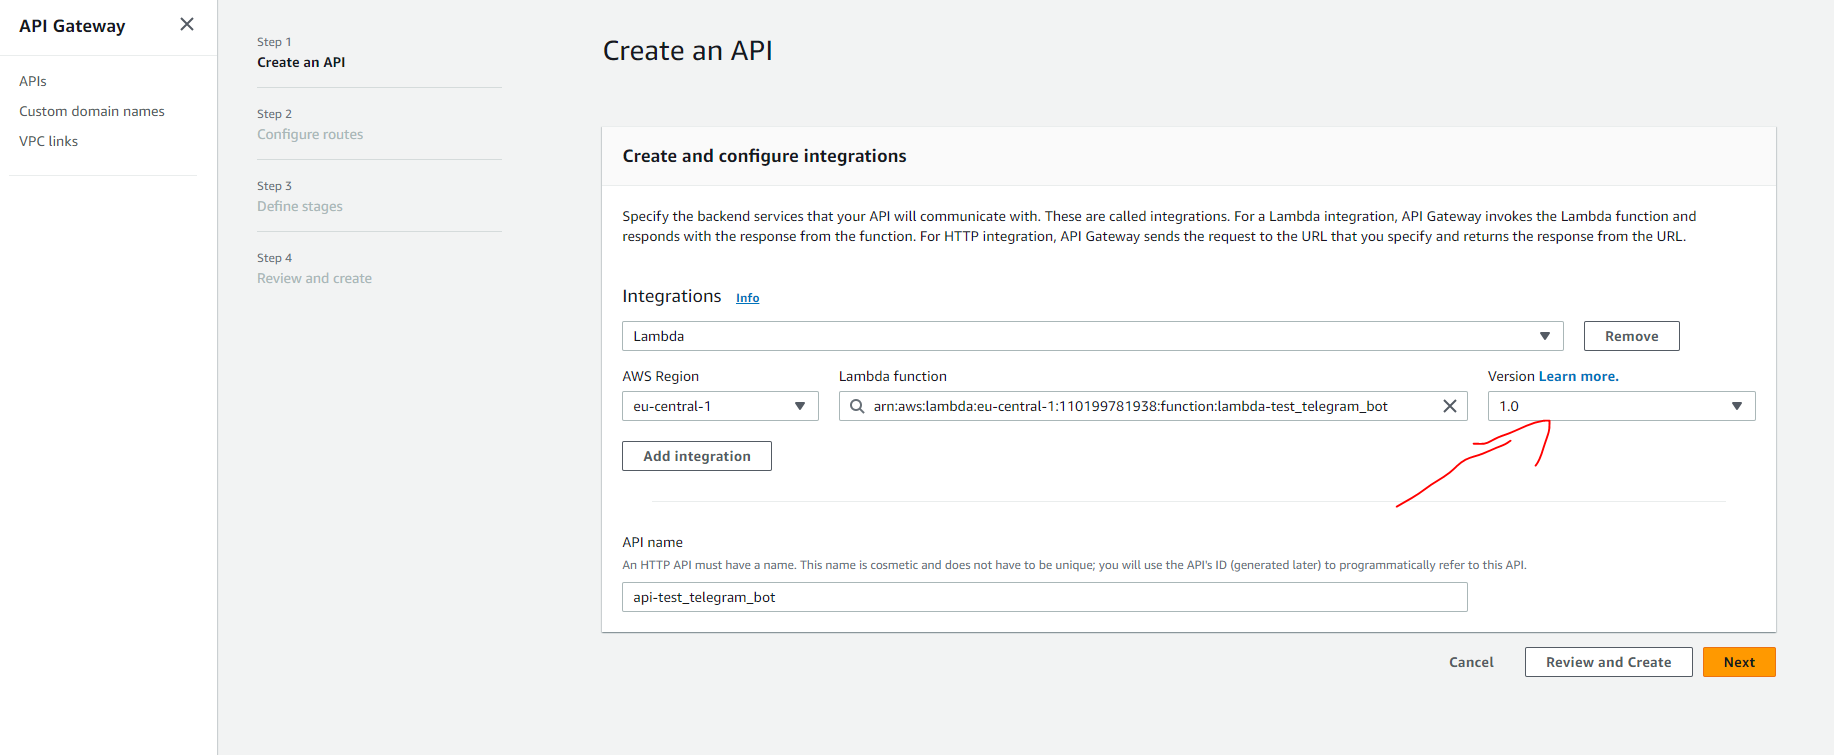 API Gateway
APIs
Custom domain names
VPC links
Step 1
Create an API
Step 2
Configure routes
Step 3
Define stages
Step 4
Review and create
Create an API
Create and configure integrations
Specify the backend services that your API will communicate with. These are called integrations. For a Lambda integration, API Gateway invokes the Lambda function and
responds with the response from the function. For HTTP integration, API Gateway sends the request to the URL that you specify and returns the response from the URL.
Integrations Info
Lambda
Remove
AWS Region
Lambda function
Version Learn more.
eu-central-1
arn:aws:lambda:eu-central-1:110199781938:function:lambda-test_telegram_bot
1.0
Add integration
API name
An HTTP API must have a name. This name is cosmetic and does not have to be unique; you will use the API's ID (generated later) to programmatically refer to this API.
api-test_telegram_bot
Cancel
Review and Create
Next